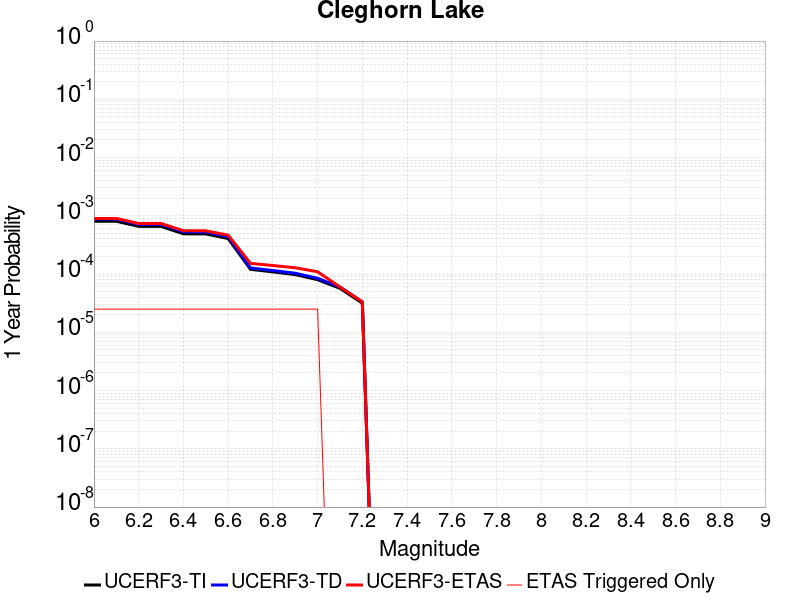 Cleghorn Lake
10^0
10^-1
10^-2
10^-3
10^-4
10^-5
10^-6
10^-7
10^-8
1 Year Probability
6 6.2 6.4 6.6 6.8 7 7.2 7.4 7.6 7.8 8 8.2 8.4 8.6 8.8 9
Magnitude
UCERF3-TI UCERF3-TD UCERF3-ETAS ETAS Triggered Only